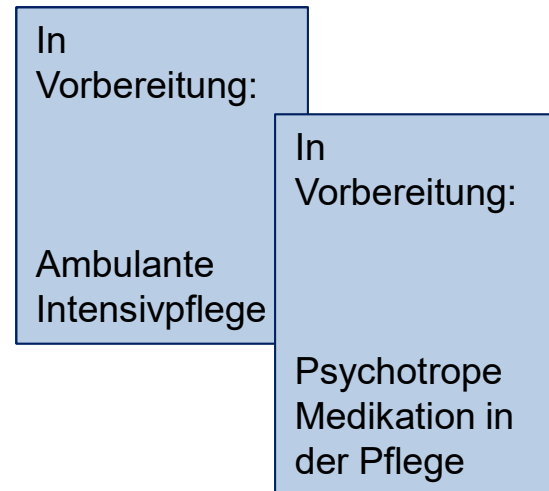 In
Vorbereitung:
Ambulante
Intensivpflege
In
Vorbereitung:
Psychotrope
Medikation in
der Pflege